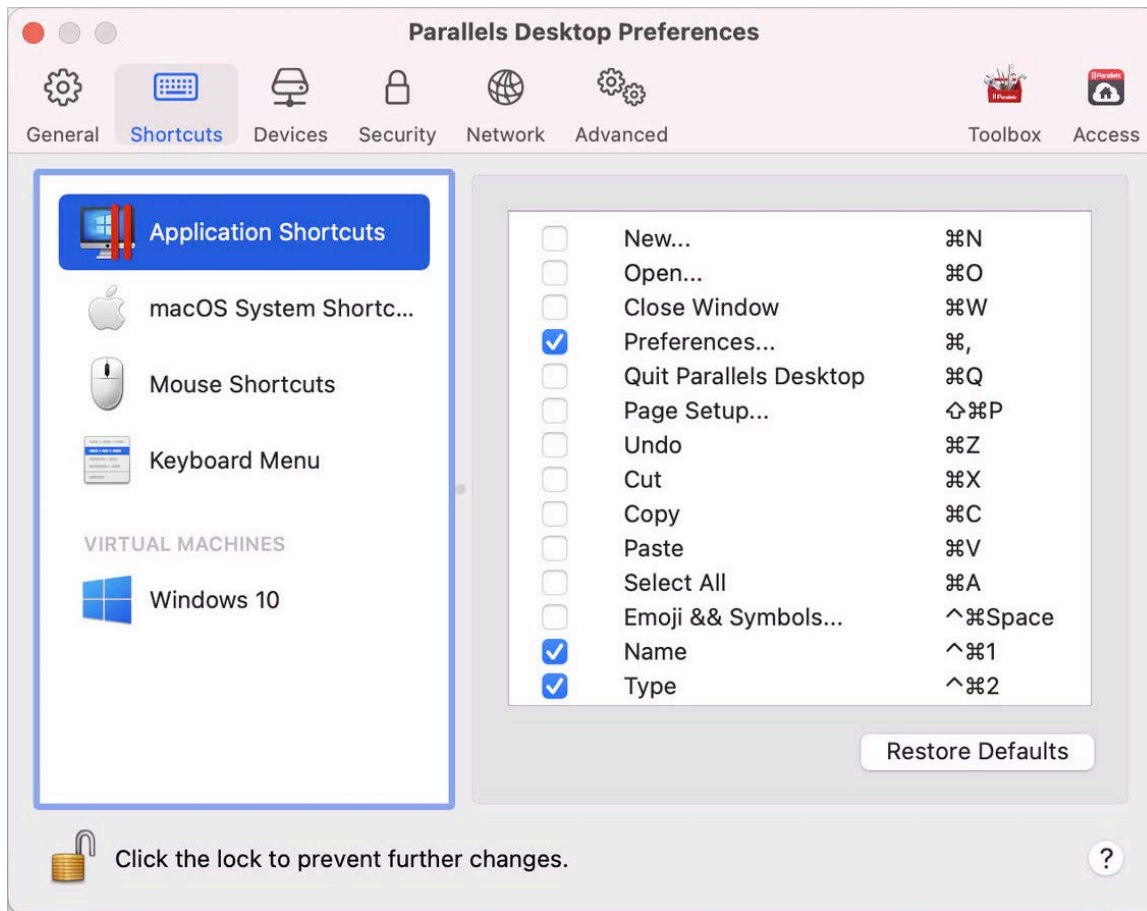 Parallels Desktop Preferences
General Shortcuts Devices Security Network Advanced Toolbox Access
Application Shortcuts
macOS System Shortc...
Mouse Shortcuts
Keyboard Menu
VIRTUAL MACHINES
Windows 10
New... ⌘N
Open... ⌘O
Close Window ⌘W
Preferences... ⌘,
Quit Parallels Desktop ⌘Q
Page Setup... ⇧⌘P
Undo ⌘Z
Cut ⌘X
Copy ⌘C
Paste ⌘V
Select All ⌘A
Emoji && Symbols... ^⌘Space
Name ^⌘1
Type ^⌘2
Restore Defaults
Click the lock to prevent further changes.
?